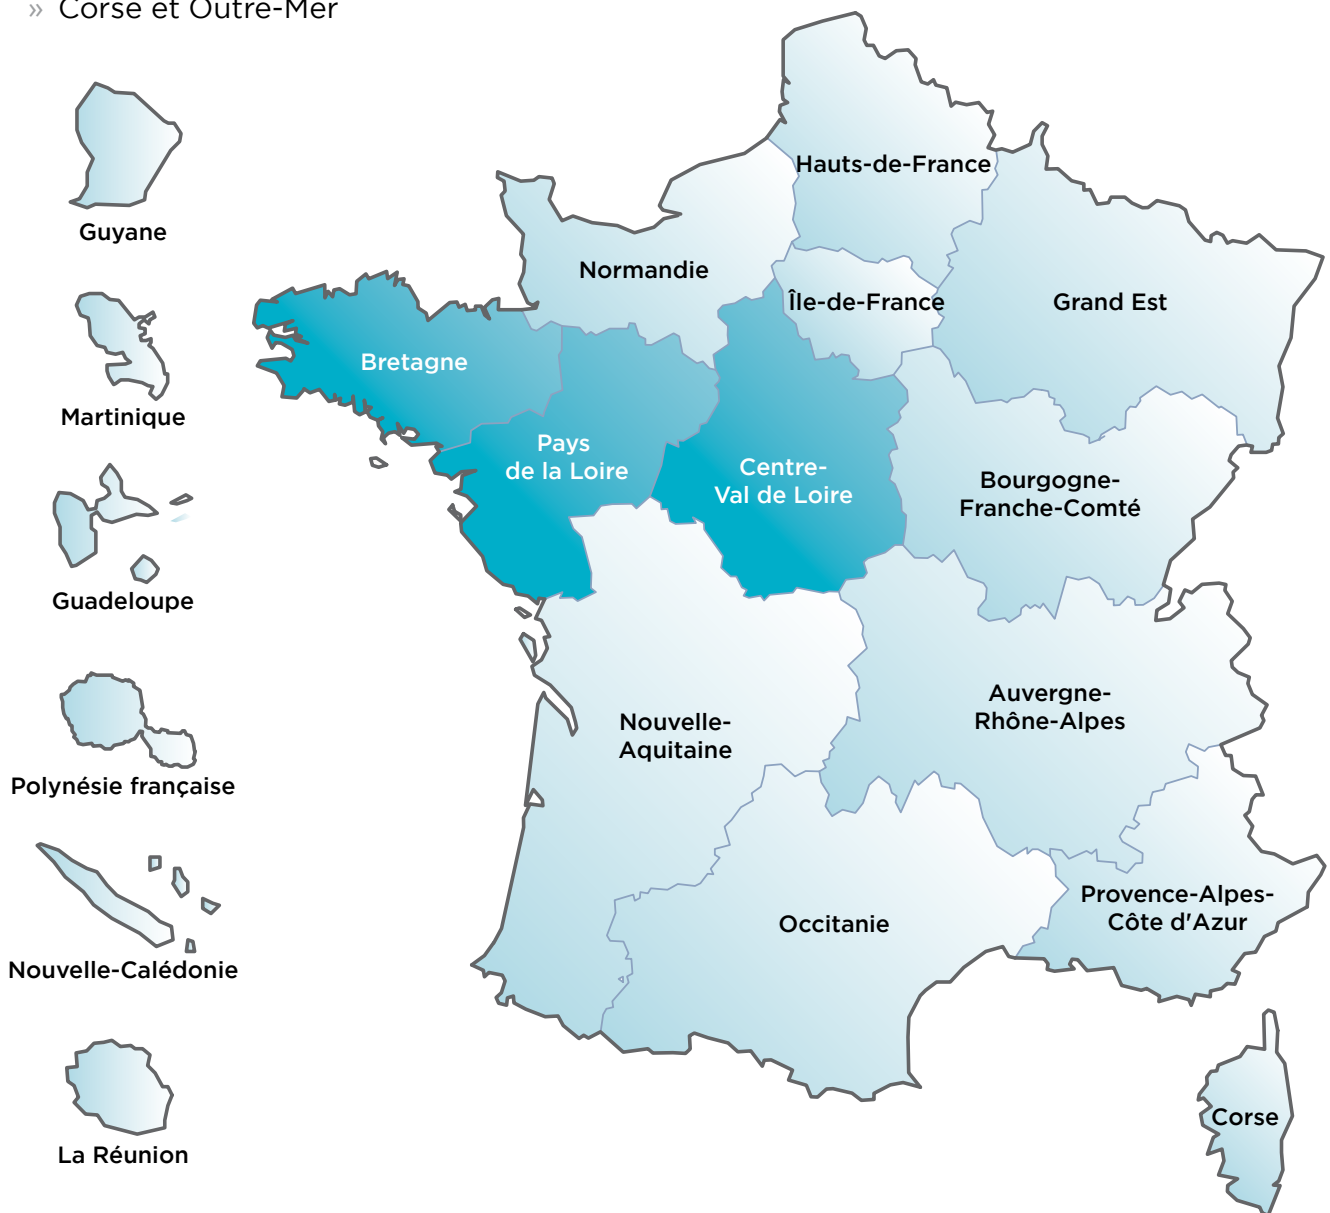 » Corse et Outre-Mer
Guyane
Martinique
Guadeloupe
Polynésie française
Nouvelle-Calédonie
La Réunion
Hauts-de-France
Normandie
Île-de-France
Grand Est
Bretagne
Pays
de la Loire
Centre-
Val de Loire
Bourgogne-
Franche-Comté
Nouvelle-
Aquitaine
Auvergne-
Rhône-Alpes
Occitanie
Provence-Alpes-
Côte d'Azur
Corse